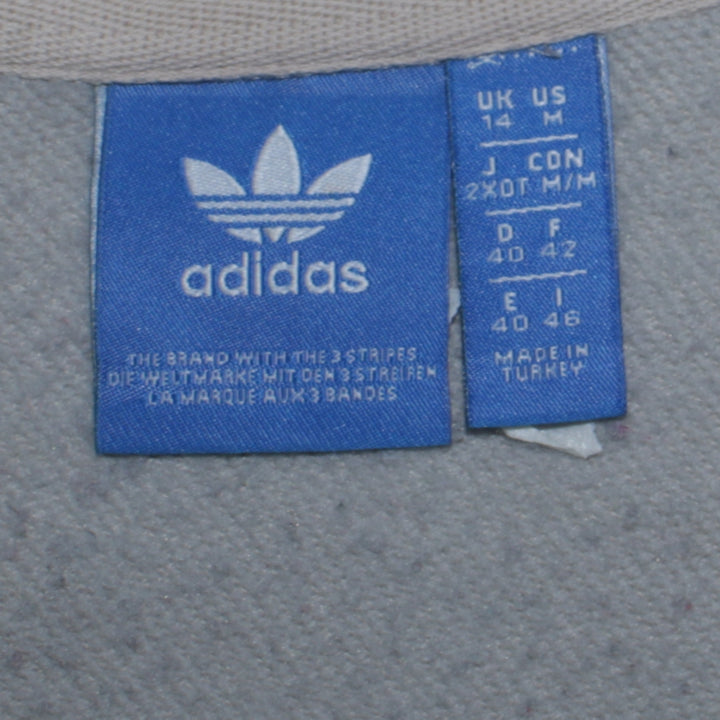 adidas
THE BRAND WITH THE 3 STRIPES
DIE WELTMARKE MIT DEN 3 STREIFEN
LA MARQUE AUX 3 BANDES
UK US
14 M
J CDN
2XOT M/M
D F
40 42
E I
40 46
MADE IN
TURKEY